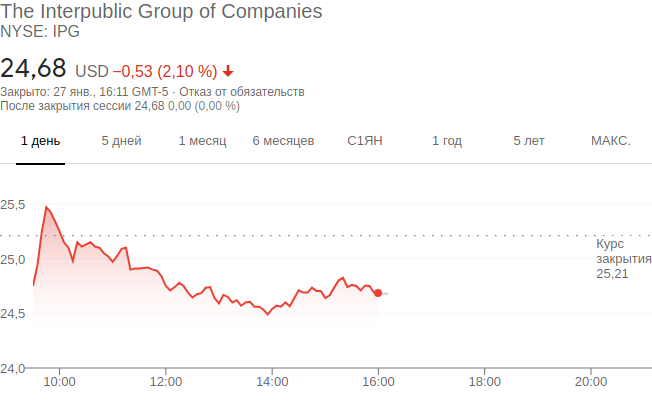 The Interpublic Group of Companies
NYSE: IPG
24,68 USD −0,53 (2,10 %)
Закрыто: 27 янв., 16:11 GMT-5 · Отказ от обязательств
После закрытия сессии 24,68 0,00 (0,00 %)
1 день 5 дней 1 месяц 6 месяцев С1ЯН 1 год 5 лет МАКС.
25,5
Курс
закрытия
25,21
25,0
24,5
24,0
10:00 12:00 14:00 16:00 18:00 20:00